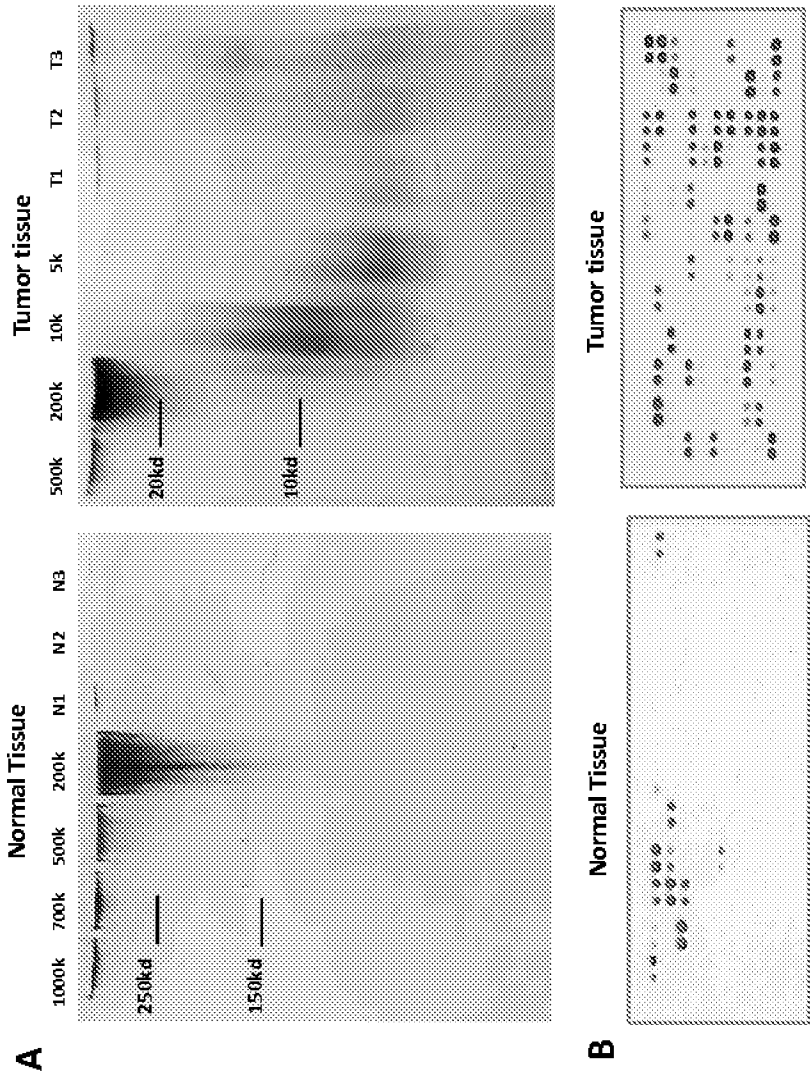 A
Normal Tissue
1000k 700k 500k 200k N1 N2 N3
250kd
150kd
Tumor tissue
500k 200k 10k 5k T1 T2 T3
20kd
10kd
B
Normal Tissue
Tumor tissue